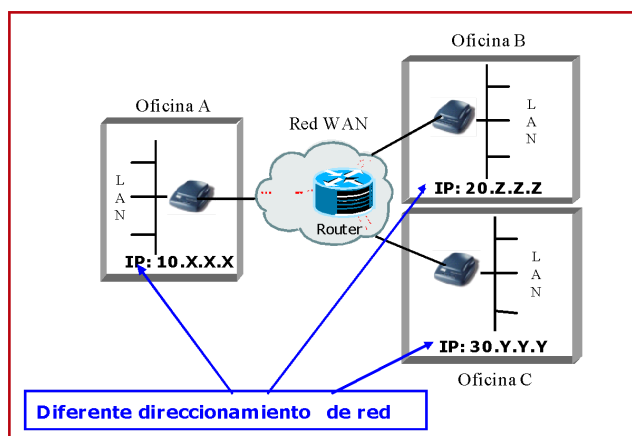 Oficina B
Oficina A
Red WAN
L
A
N
L
A
N
IP: 20.Z.Z.Z
Router
IP: 10.X.X.X
L
A
N
IP: 30.Y.Y.Y
Oficina C
Diferente direccionamiento de red